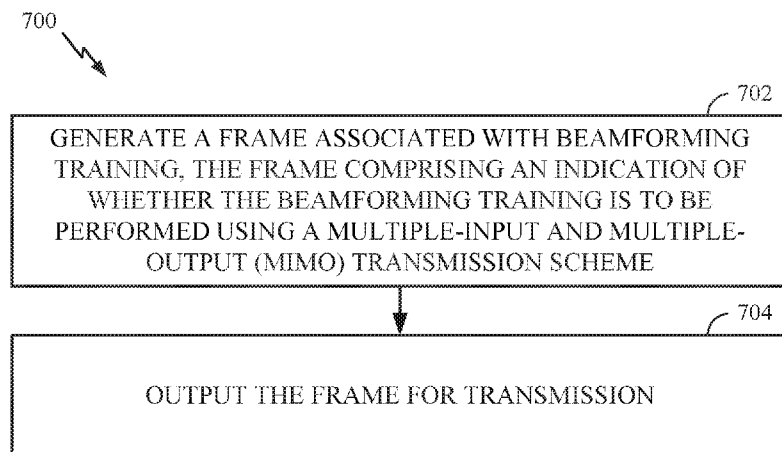 700
702
GENERATE A FRAME ASSOCIATED WITH BEAMFORMING
TRAINING, THE FRAME COMPRISING AN INDICATION OF
WHETHER THE BEAMFORMING TRAINING IS TO BE
PERFORMED USING A MULTIPLE-INPUT AND MULTIPLE-
OUTPUT (MIMO) TRANSMISSION SCHEME
704
OUTPUT THE FRAME FOR TRANSMISSION